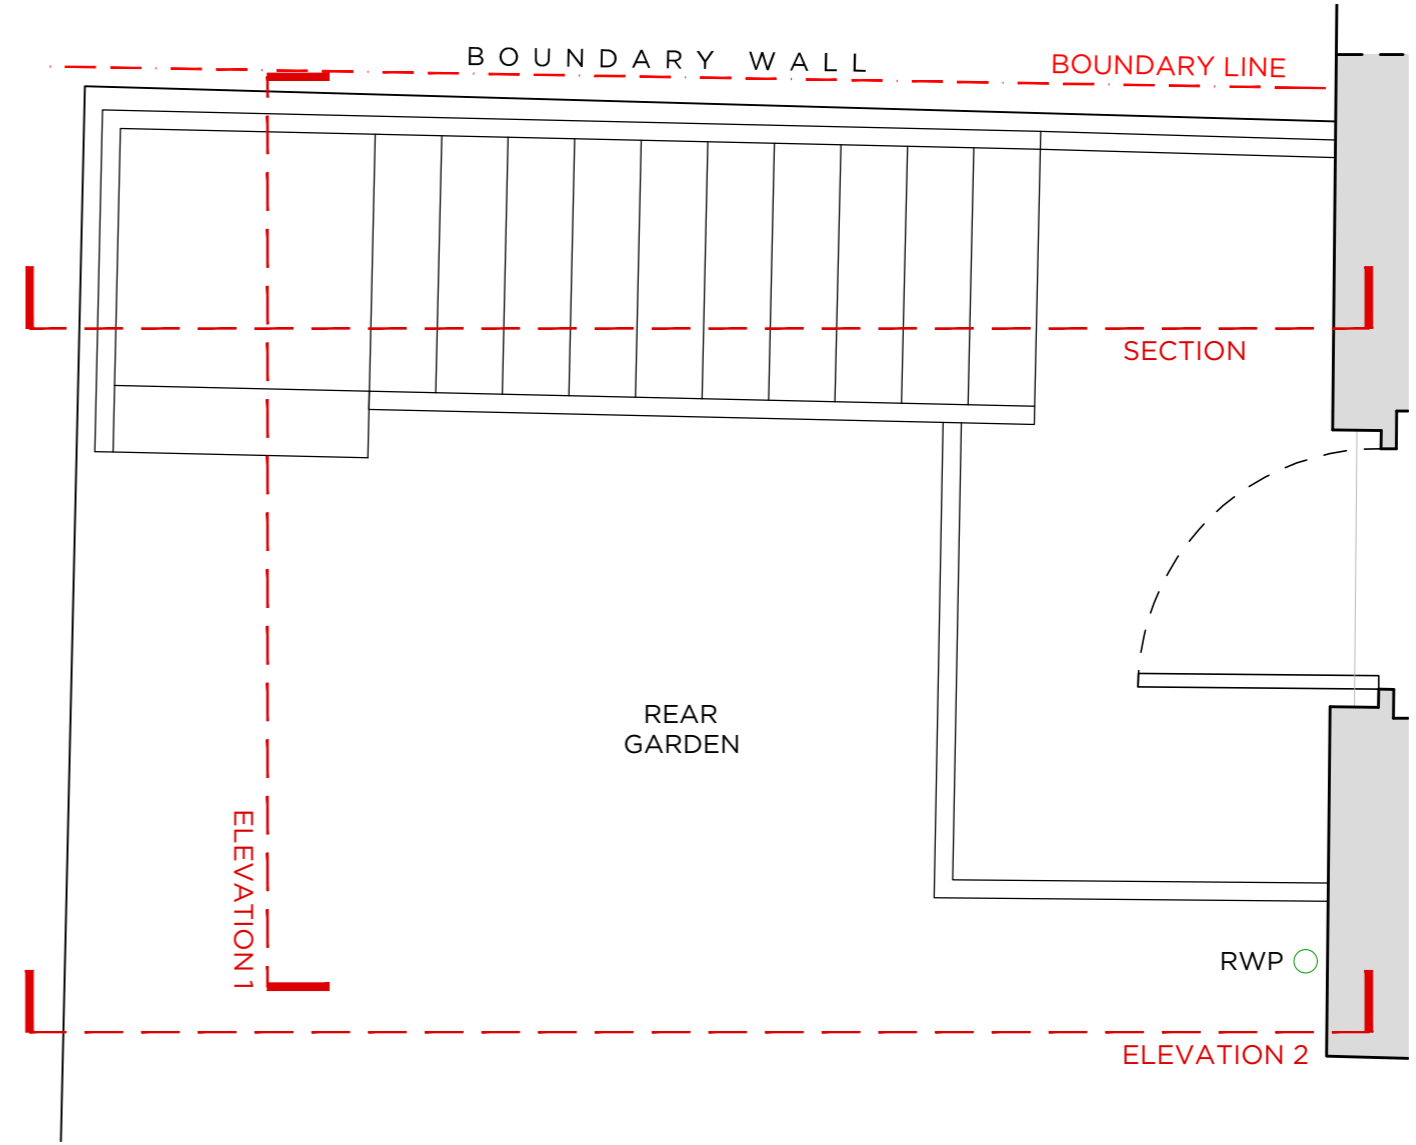 BOUNDARY WALL
BOUNDARY LINE
SECTION
REAR
GARDEN
ELEVATION 1
RWP
ELEVATION 2